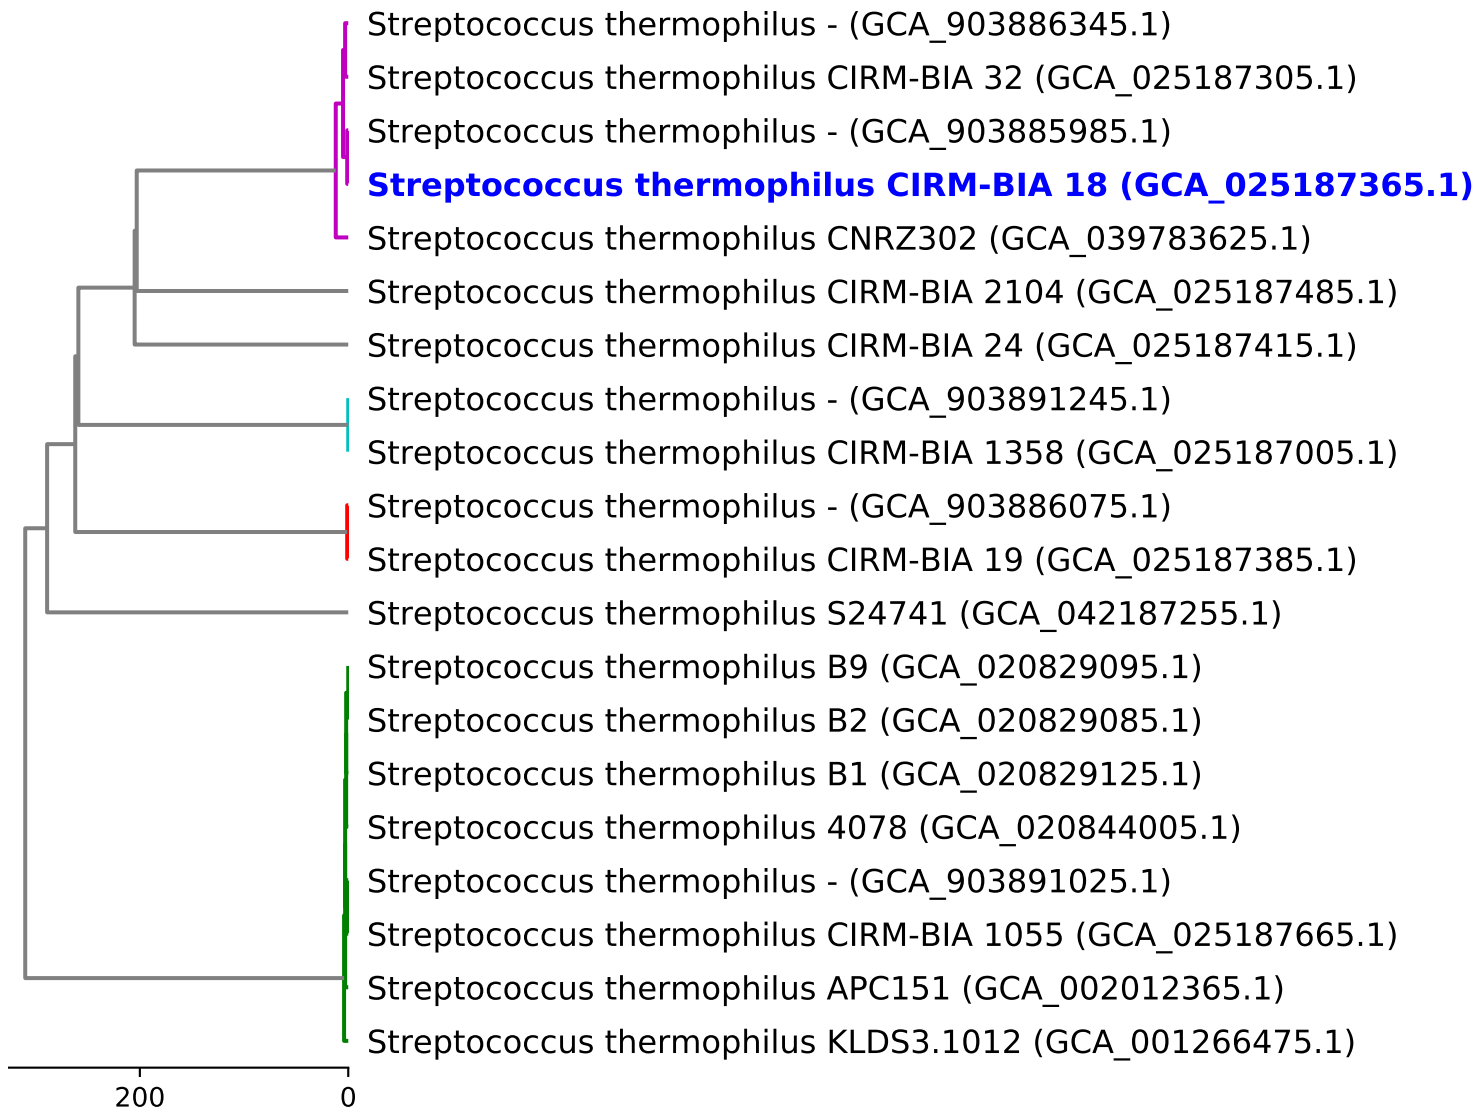 Streptococcus thermophilus - (GCA_903886345.1)
Streptococcus thermophilus CIRM-BIA 32 (GCA_025187305.1)
Streptococcus thermophilus - (GCA_903885985.1)
Streptococcus thermophilus CIRM-BIA 18 (GCA_025187365.1)
Streptococcus thermophilus CNRZ302 (GCA_039783625.1)
Streptococcus thermophilus CIRM-BIA 2104 (GCA_025187485.1)
Streptococcus thermophilus CIRM-BIA 24 (GCA_025187415.1)
Streptococcus thermophilus - (GCA_903891245.1)
Streptococcus thermophilus CIRM-BIA 1358 (GCA_025187005.1)
Streptococcus thermophilus - (GCA_903886075.1)
Streptococcus thermophilus CIRM-BIA 19 (GCA_025187385.1)
Streptococcus thermophilus S24741 (GCA_042187255.1)
Streptococcus thermophilus B9 (GCA_020829095.1)
Streptococcus thermophilus B2 (GCA_020829085.1)
Streptococcus thermophilus B1 (GCA_020829125.1)
Streptococcus thermophilus 4078 (GCA_020844005.1)
Streptococcus thermophilus - (GCA_903891025.1)
Streptococcus thermophilus CIRM-BIA 1055 (GCA_025187665.1)
Streptococcus thermophilus APC151 (GCA_002012365.1)
Streptococcus thermophilus KLDS3.1012 (GCA_001266475.1)
200 0